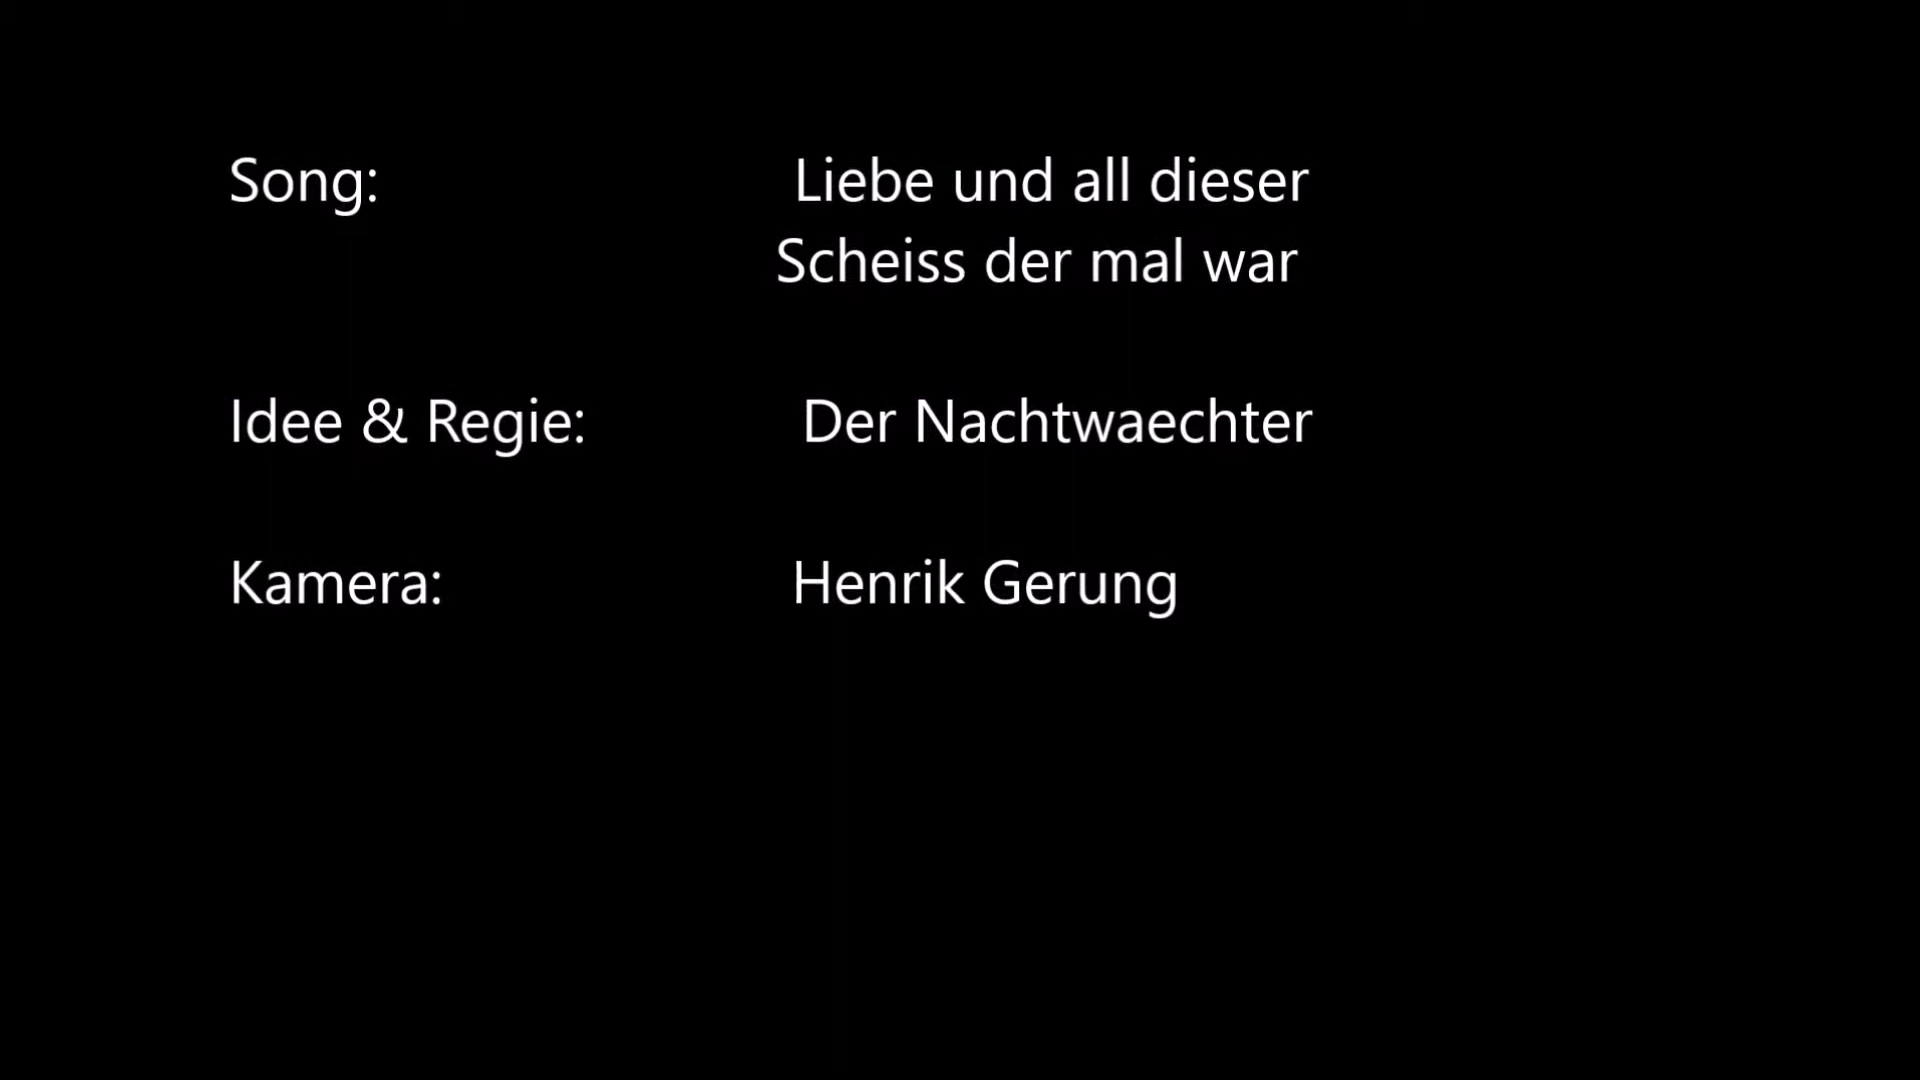 Song: Liebe und all dieser
Scheiss der mal war
Idee & Regie: Der Nachtwaechter
Kamera: Henrik Gerung